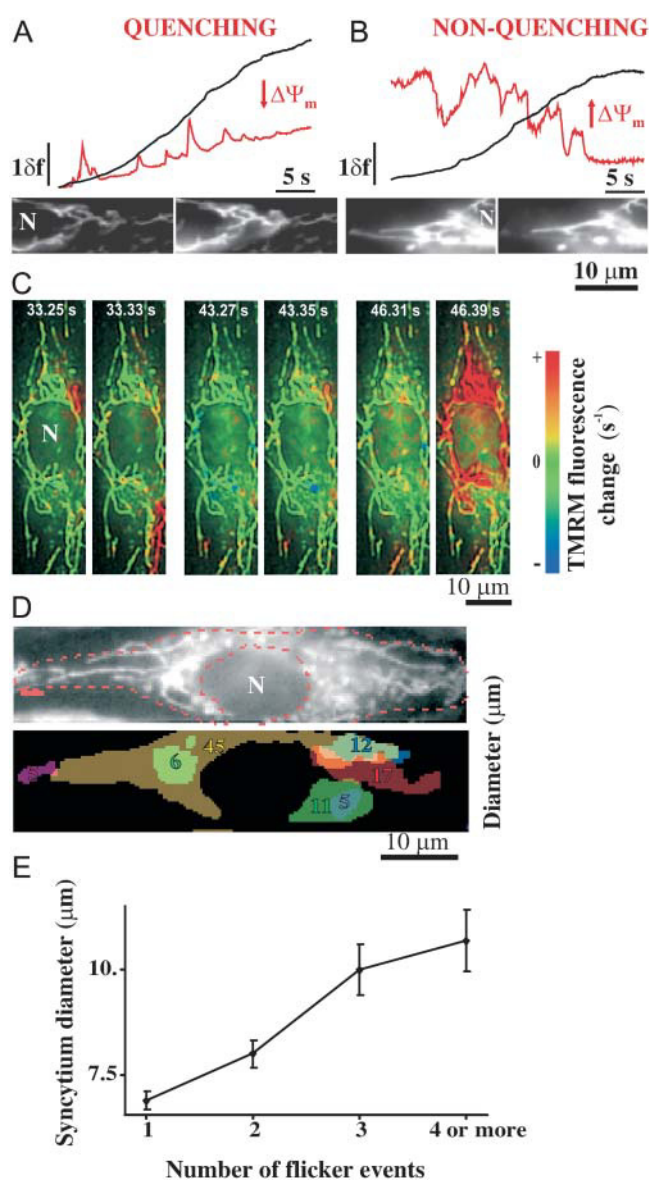 A
QUENCHING
ΔΨm
1δf
5 s
N
B
NON-QUENCHING
ΔΨm
1δf
5 s
N
10 μm
C
33.25 s
33.33 s
43.27 s
43.35 s
46.31 s
46.39 s
N
+
0
-
TMRM fluorescence
change (s-1)
10 μm
D
N
45
6
12
17
11
5
Diameter (μm)
10 μm
E
Syncytium diameter (μm)
10.
7.5
1
2
3
4 or more
Number of flicker events